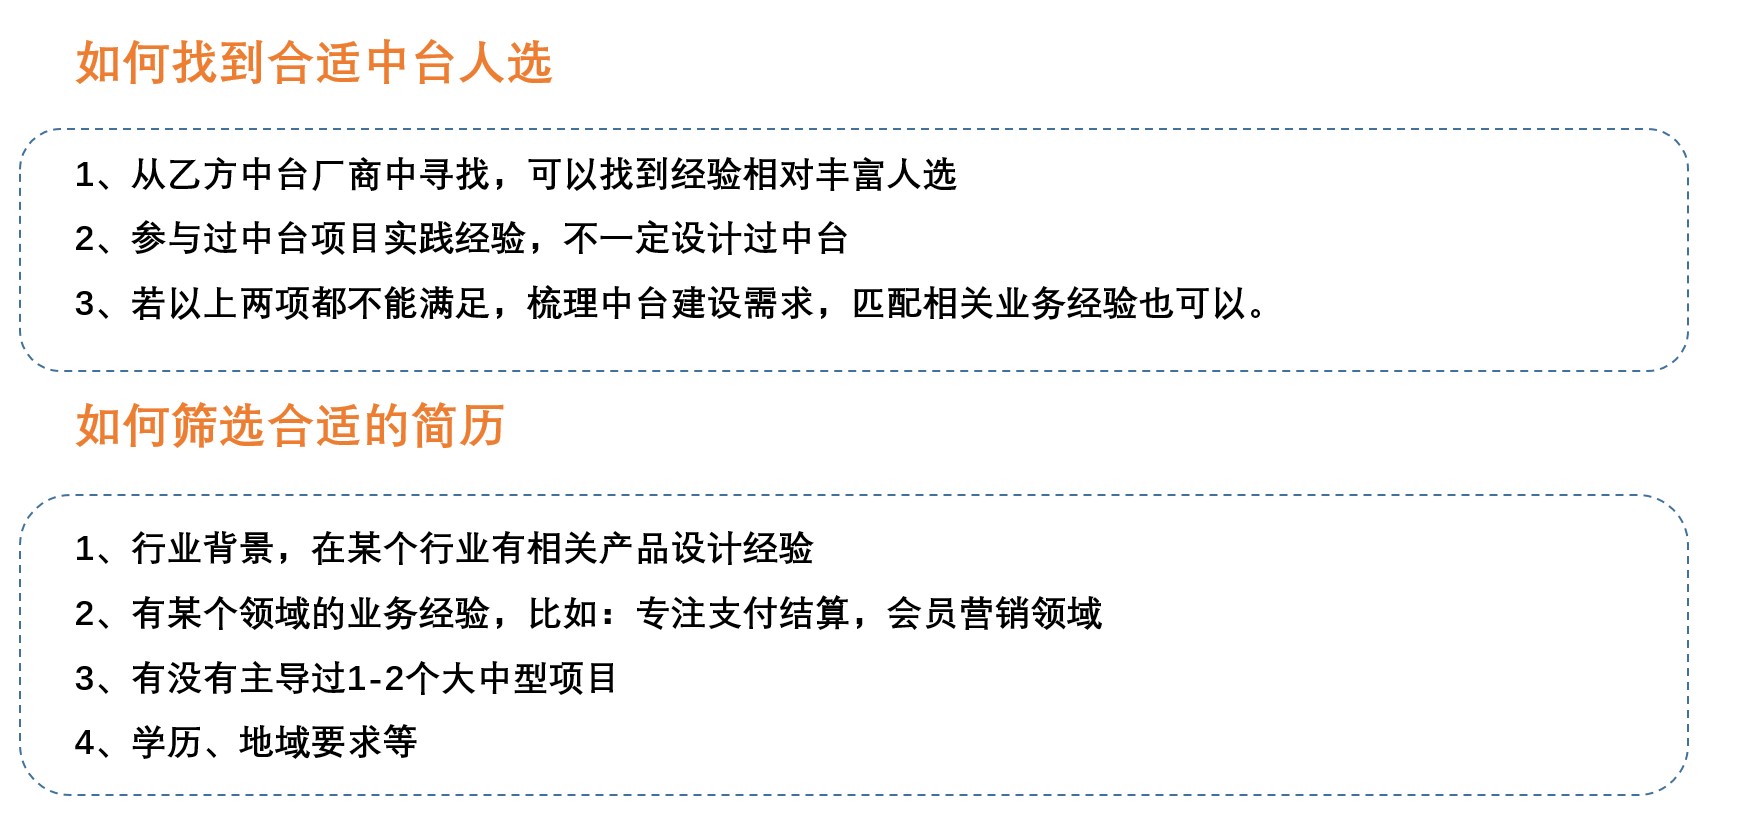 如何找到合适中台人选
1、从乙方中台厂商中寻找，可以找到经验相对丰富人选
2、参与过中台项目实践经验，不一定设计过中台
3、若以上两项都不能满足，梳理中台建设需求，匹配相关业务经验也可以。
如何筛选合适的简历
1、行业背景，在某个行业有相关产品设计经验
2、有某个领域的业务经验，比如：专注支付结算，会员营销领域
3、有没有主导过1-2个大中型项目
4、学历、地域要求等